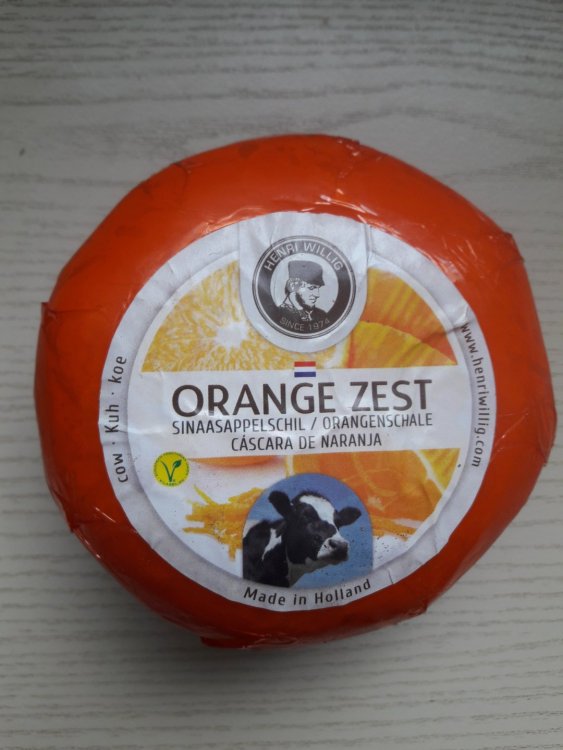 HENRI WILLIG
SINCE 1974
ORANGE ZEST
SINAASAPPELSCHIL / ORANGENSCHALE
CÁSCARA DE NARANJA
cow · Kuh · koe
www.henriwillig.com
Made in Holland